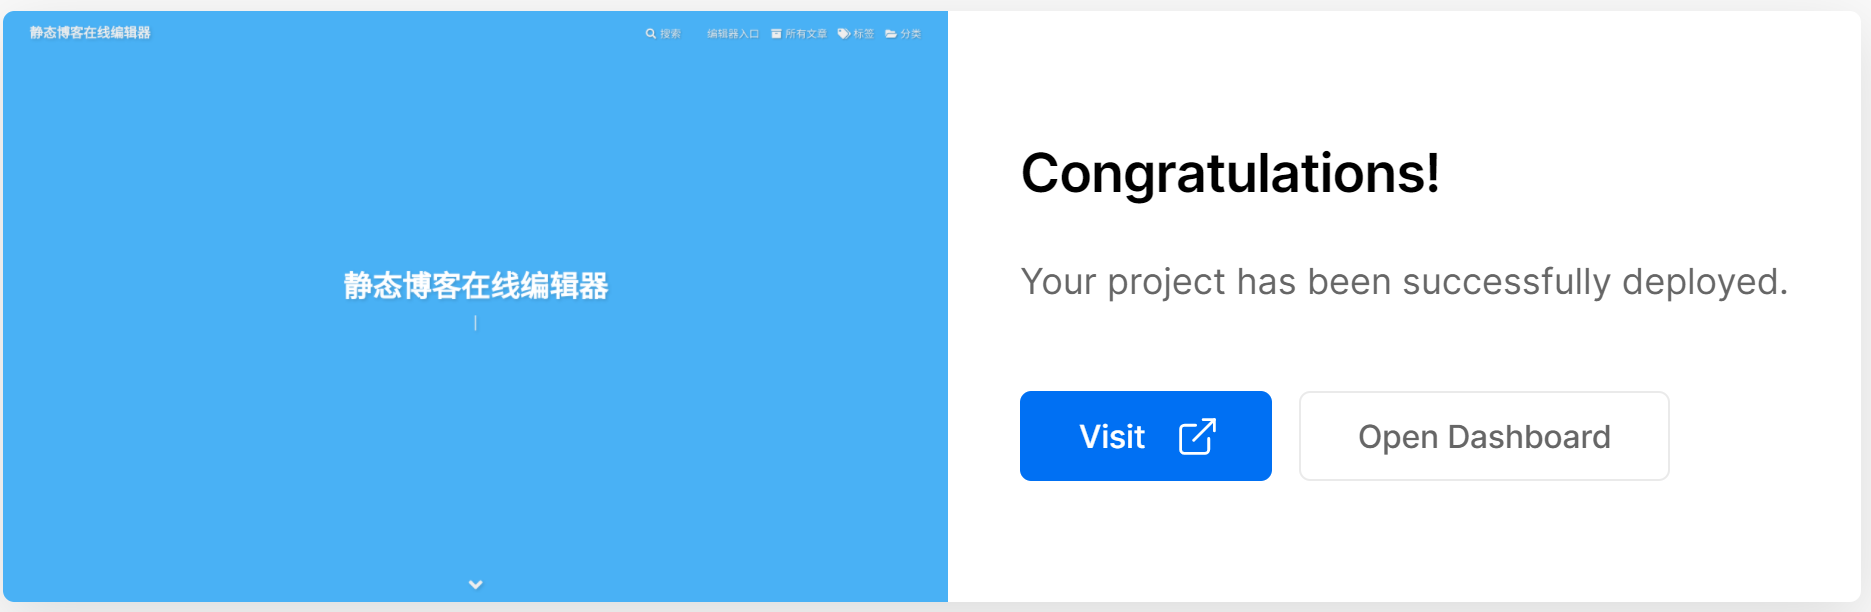 静态博客在线编辑器
搜索 编辑器入口 所有文章 标签 分类
静态博客在线编辑器
Congratulations!
Your project has been successfully deployed.
Visit
Open Dashboard